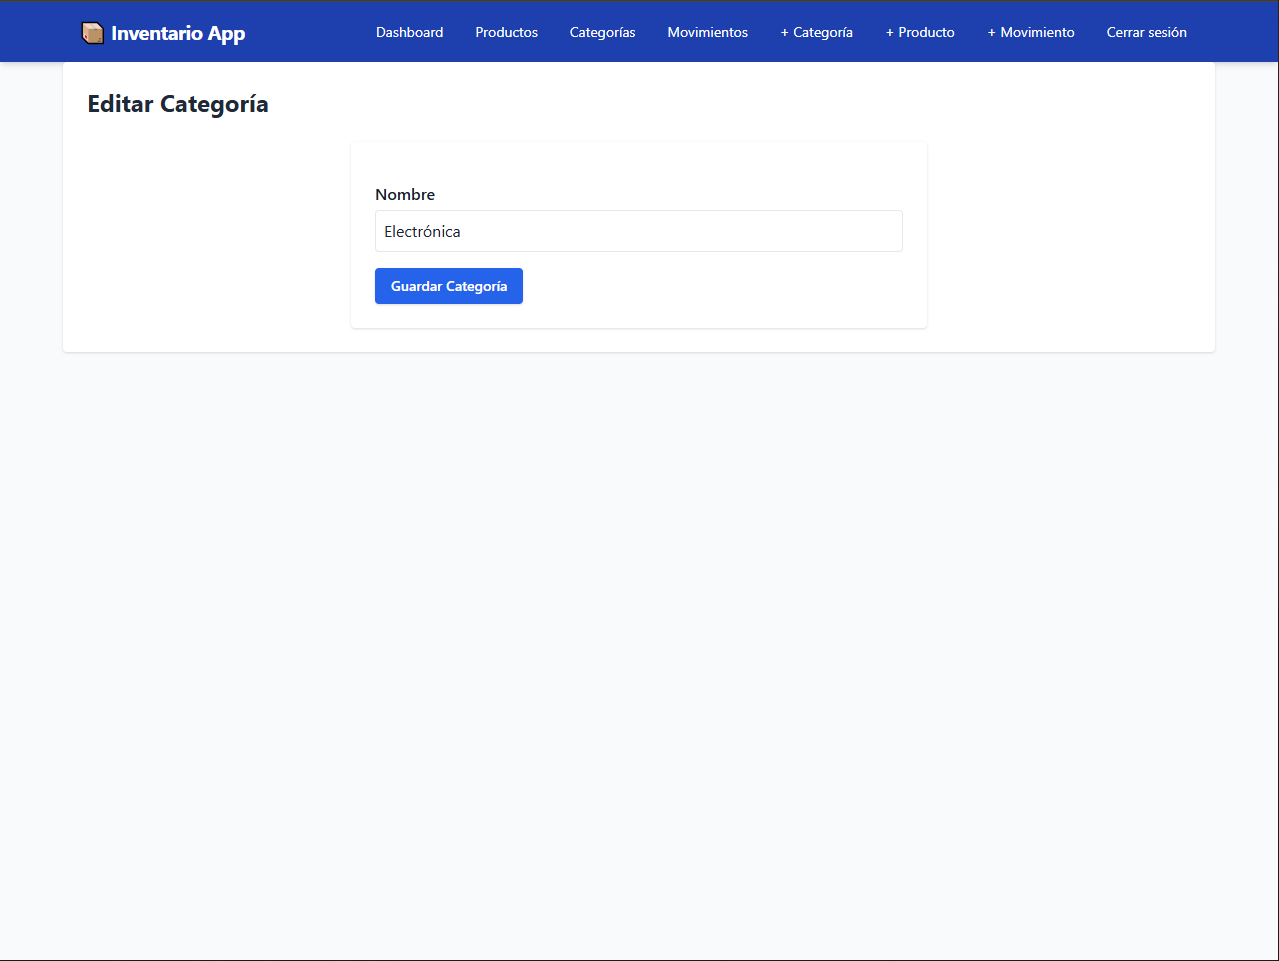 Inventario App Dashboard Productos Categorías Movimientos + Categoría + Producto + Movimiento Cerrar sesión
Editar Categoría
Nombre
Electrónica
Guardar Categoría